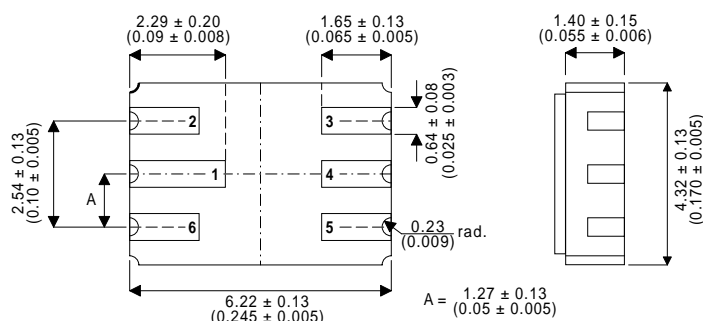 2.29 ± 0.20
(0.09 ± 0.008)
1.65 ± 0.13
(0.065 ± 0.005)
1.40 ± 0.15
(0.055 ± 0.006)
2
3
0.64 ± 0.08
(0.025 ± 0.003)
2.54 ± 0.13
(0.10 ± 0.005)
1
4
A
4.32 ± 0.13
(0.170 ± 0.005)
6
5
0.23
(0.009)
rad.
6.22 ± 0.13
(0.245 ± 0.005)
A = 1.27 ± 0.13
(0.05 ± 0.005)